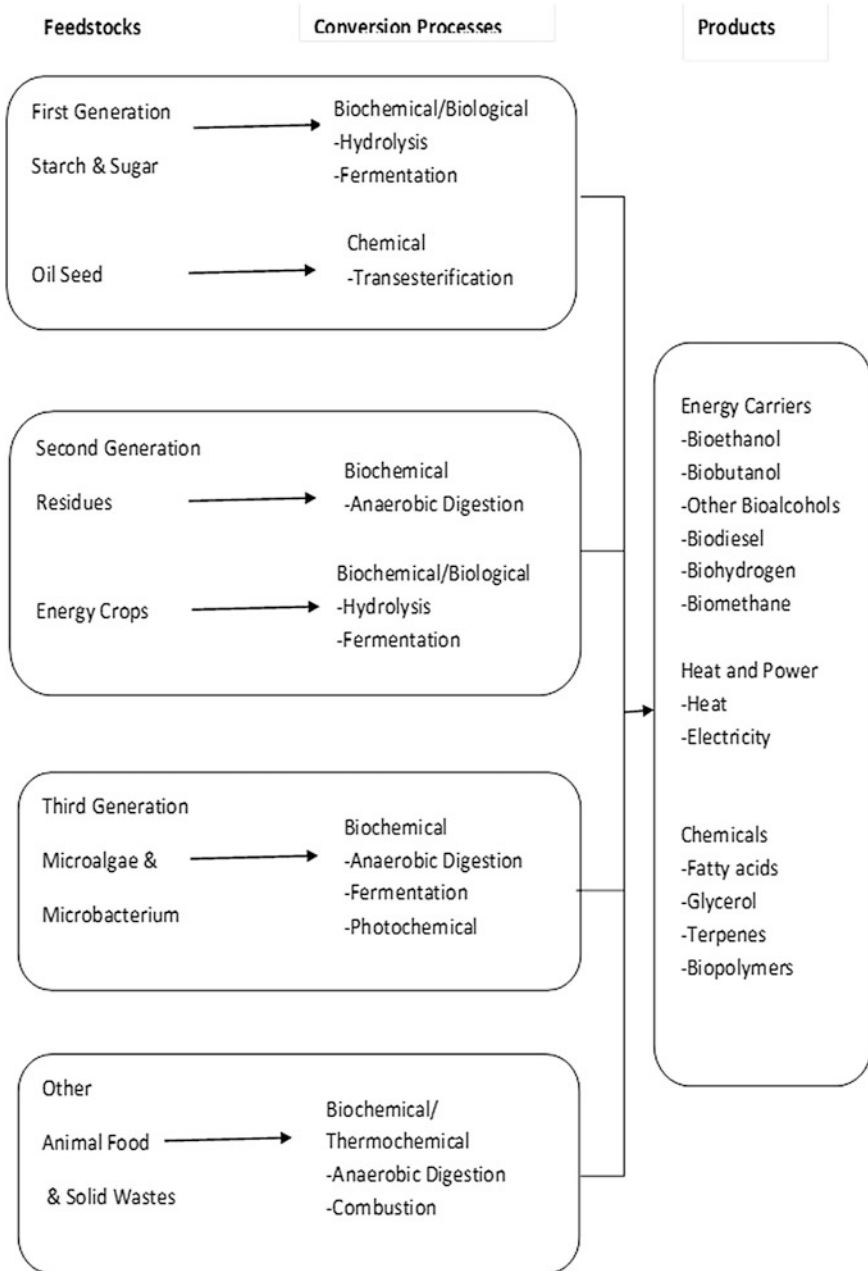 Feedstocks
Conversion Processes
Products
First Generation
Starch & Sugar
Biochemical/Biological
-Hydrolysis
-Fermentation
Oil Seed
Chemical
-Transesterification
Second Generation
Residues
Biochemical
-Anaerobic Digestion
Energy Crops
Biochemical/Biological
-Hydrolysis
-Fermentation
Third Generation
Microalgae &
Microbacterium
Biochemical
-Anaerobic Digestion
-Fermentation
-Photochemical
Other
Animal Food
& Solid Wastes
Biochemical/
Thermochemical
-Anaerobic Digestion
-Combustion
Energy Carriers
-Bioethanol
-Biobutanol
-Other Bioalcohols
-Biodiesel
-Biohydrogen
-Biomethane
Heat and Power
-Heat
-Electricity
Chemicals
-Fatty acids
-Glycerol
-Terpenes
-Biopolymers